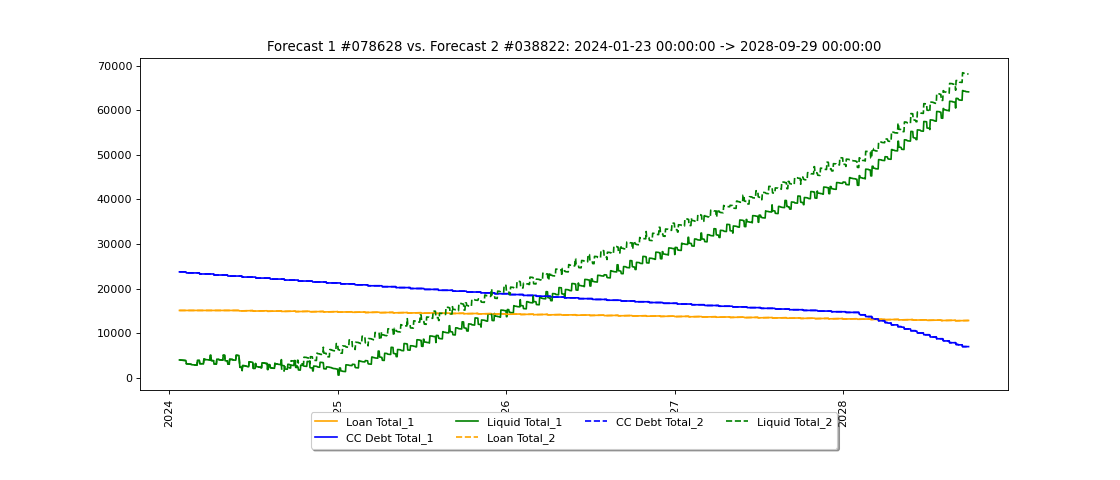 Forecast 1 #078628 vs. Forecast 2 #038822: 2024-01-23 00:00:00 -> 2028-09-29 00:00:00
70000
60000
50000
40000
30000
20000
10000
0
2024
25
26
27
2028
Loan Total_1
Liquid Total_1
CC Debt Total_2
Liquid Total_2
CC Debt Total_1
Loan Total_2